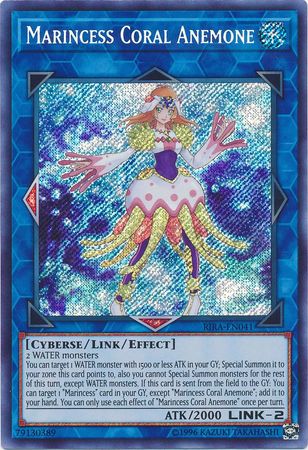 MARINCESS CORAL ANEMONE
RIRA-EN041
[CYBERSE/LINK/EFFECT]
2 WATER monsters
You can target 1 WATER monster with 1500 or less ATK in your GY; Special Summon it to
your zone this card points to, also you cannot Special Summon monsters for the rest
of this turn, except WATER monsters. If this card is sent from the field to the GY: You
can target 1 "Marincess" card in your GY, except "Marincess Coral Anemone"; add it to
your hand. You can only use each effect of "Marincess Coral Anemone" once per turn.
ATK/2000 LINK-2
79130389
©1996 KAZUKI TAKAHASHI